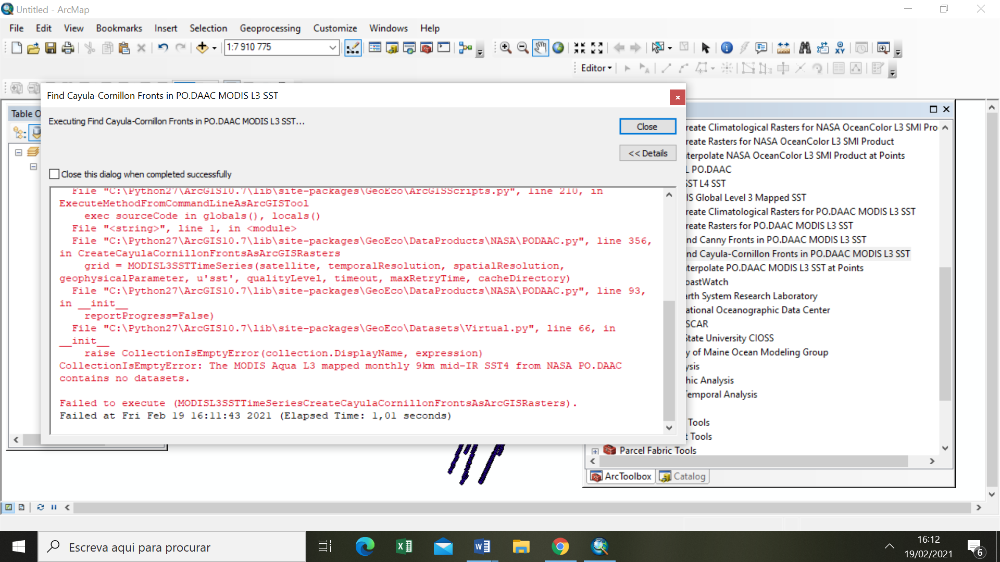 Untitled - ArcMap
File Edit View Bookmarks Insert Selection Geoprocessing Customize Windows Help
1:7 910 775
XY
Editor
Find Cayula-Cornillon Fronts in PO.DAAC MODIS L3 SST
Table O
Executing Find Cayula-Cornillon Fronts in PO.DAAC MODIS L3 SST...
Close
<< Details
Close this dialog when completed successfully
File "C:\Python27\ArcGIS10.7\lib\site-packages\GeoEco\ArcGISScripts.py", line 210, in
ExecuteMethodFromCommandLineAsArcGISTool
exec sourceCode in globals(), locals()
File "<string>", line 1, in <module>
File "C:\Python27\ArcGIS10.7\lib\site-packages\GeoEco\DataProducts\NASA\PODAAC.py", line 356,
in CreateCayulaCornillonFrontsAsArcGISRasters
grid = MODISL3SSTTimeSeries(satellite, temporalResolution, spatialResolution,
geophysicalParameter, u'sst', qualityLevel, timeout, maxRetryTime, cacheDirectory)
File "C:\Python27\ArcGIS10.7\lib\site-packages\GeoEco\DataProducts\NASA\PODAAC.py", line 93,
in __init__
reportProgress=False)
File "C:\Python27\ArcGIS10.7\lib\site-packages\GeoEco\Datasets\Virtual.py", line 66, in
__init__
raise CollectionIsEmptyError(collection.DisplayName, expression)
CollectionIsEmptyError: The MODIS Aqua L3 mapped monthly 9km mid-IR SST4 from NASA PO.DAAC
contains no datasets.
Failed to execute (MODISL3SSTTimeSeriesCreateCayulaCornillonFrontsAsArcGISRasters).
Failed at Fri Feb 19 16:11:43 2021 (Elapsed Time: 1,01 seconds)
reate Climatological Rasters for NASA OceanColor L3 SMI Pro
reate Rasters for NASA OceanColor L3 SMI Product
terpolate NASA OceanColor L3 SMI Product at Points
L PO.DAAC
SST L4 SST
IS Global Level 3 Mapped SST
reate Climatological Rasters for PO.DAAC MODIS L3 SST
reate Rasters for PO.DAAC MODIS L3 SST
nd Canny Fronts in PO.DAAC MODIS L3 SST
nd Cayula-Cornillon Fronts in PO.DAAC MODIS L3 SST
terpolate PO.DAAC MODIS L3 SST at Points
oastWatch
arth System Research Laboratory
ational Oceanographic Data Center
SCAR
State University CIOSS
y of Maine Ocean Modeling Group
ysis
hic Analysis
Temporal Analysis
Tools
t Tools
Parcel Fabric Tools
ArcToolbox Catalog
Escreva aqui para procurar
16:12
19/02/2021
6